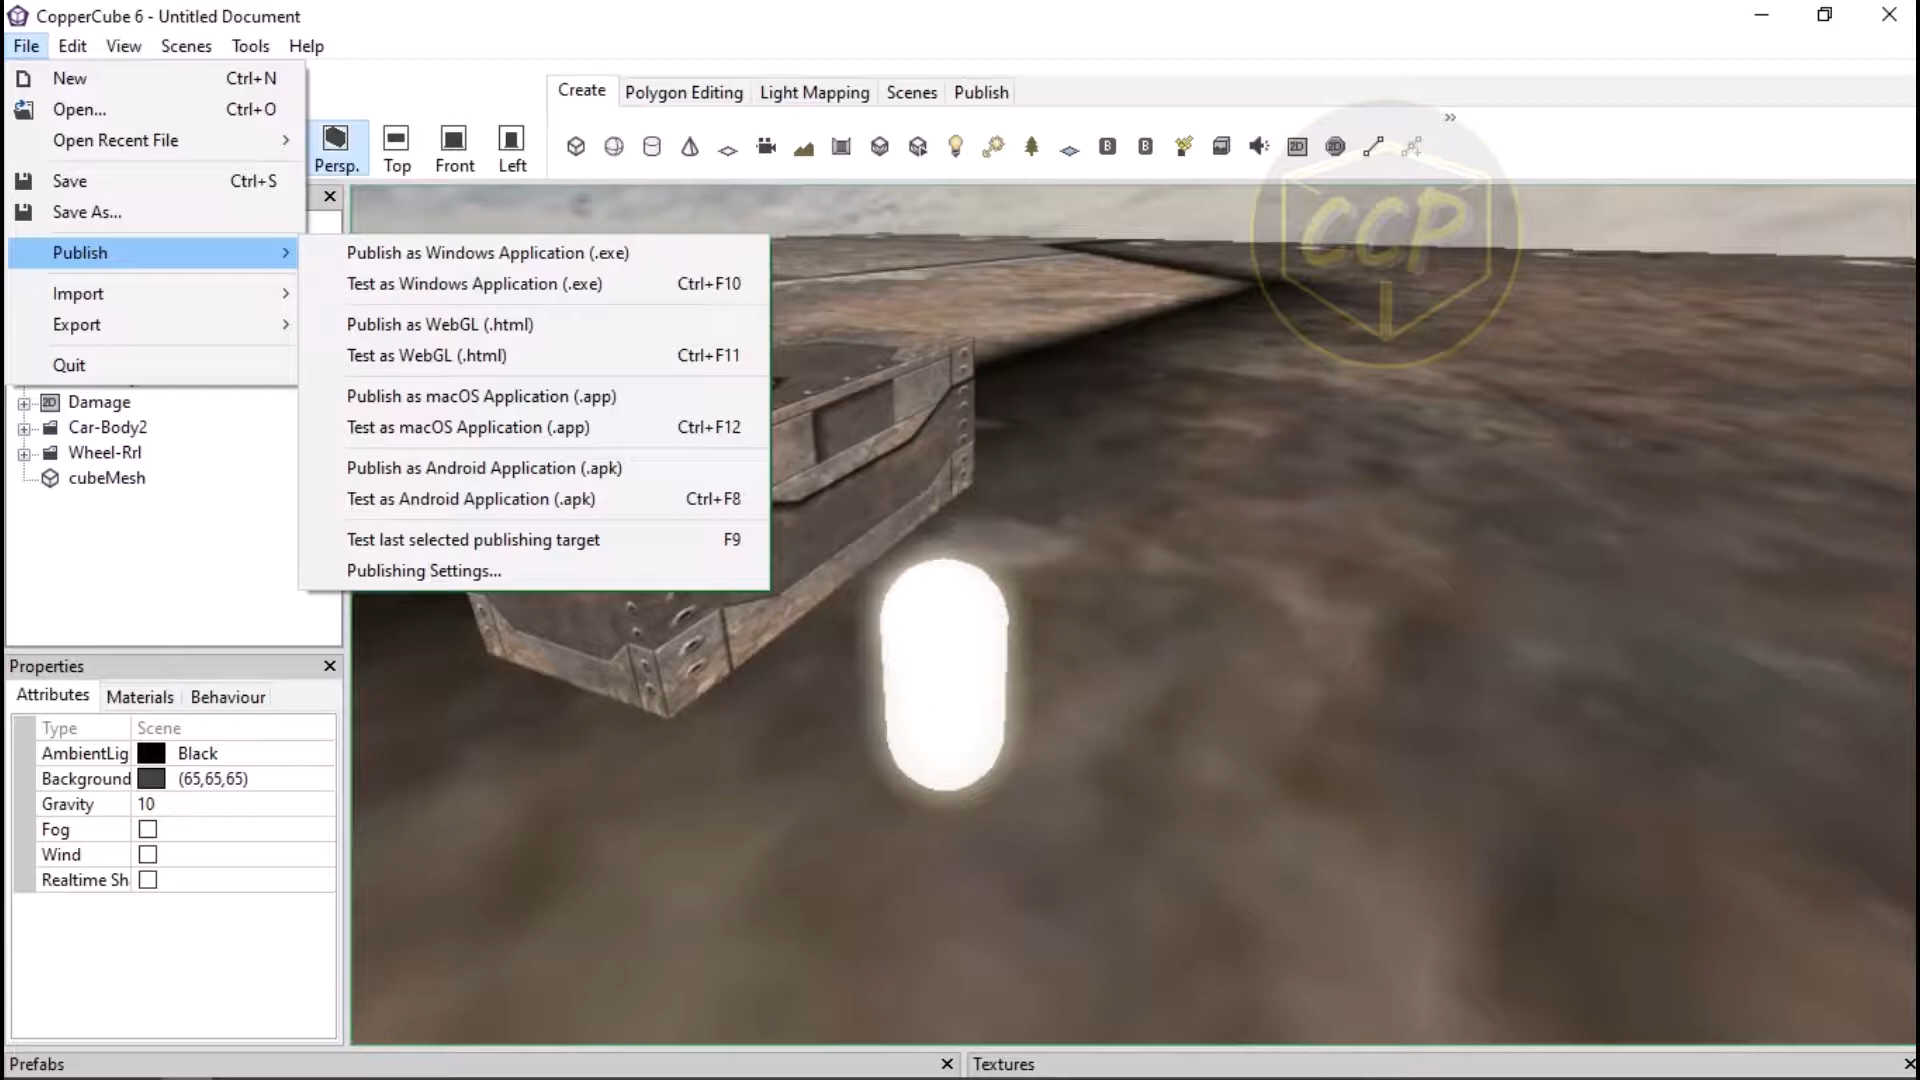 CopperCube 6 - Untitled Document
File Edit View Scenes Tools Help
New Ctrl+N
Open... Ctrl+O
Open Recent File
Save Ctrl+S
Save As...
Publish
Import
Export
Quit
Publish as Windows Application (.exe)
Test as Windows Application (.exe) Ctrl+F10
Publish as WebGL (.html)
Test as WebGL (.html) Ctrl+F11
Publish as macOS Application (.app)
Test as macOS Application (.app) Ctrl+F12
Publish as Android Application (.apk)
Test as Android Application (.apk) Ctrl+F8
Test last selected publishing target F9
Publishing Settings...
Persp. Top Front Left
Create Polygon Editing Light Mapping Scenes Publish
B B 2D 2D
CCP
2D Damage
Car-Body2
Wheel-Rrl
cubeMesh
Properties
Attributes Materials Behaviour
Type Scene
AmbientLig Black
Background (65,65,65)
Gravity 10
Fog
Wind
Realtime Sh
Prefabs
Textures